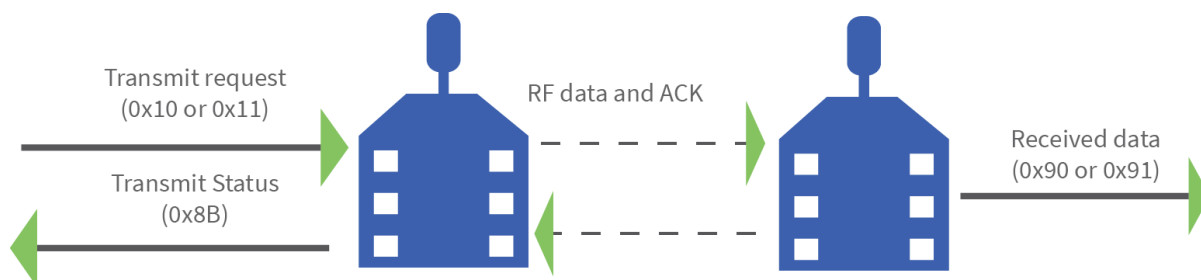 Transmit request
(0x10 or 0x11)
RF data and ACK
Received data
(0x90 or 0x91)
Transmit Status
(0x8B)